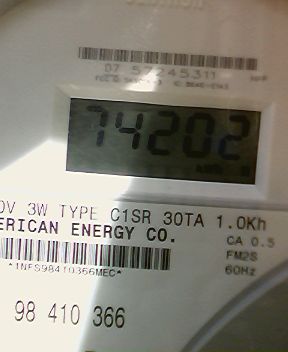 07 57245311
74202
0V 3W TYPE C1SR 30TA 1.0Kh
ERICAN ENERGY CO.
CA 0.5
*1NFS98410366MEC*
FM2S
60Hz
98 410 366